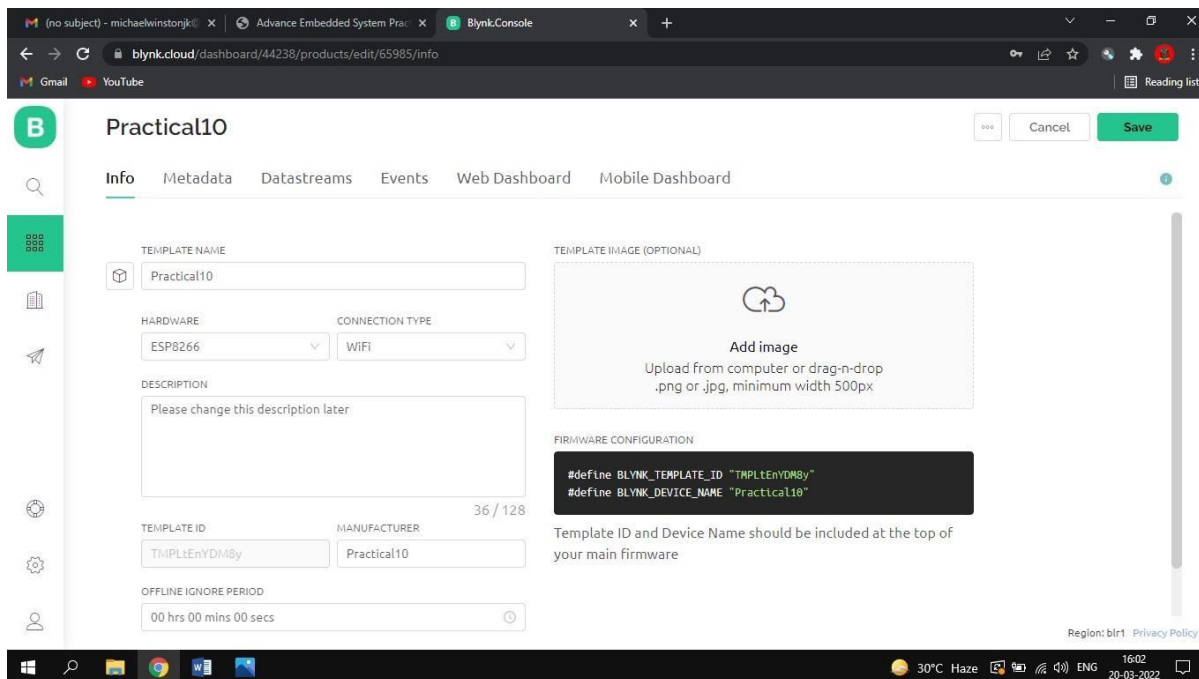 (no subject) - michaelwinstonjk
Advance Embedded System Prac
Blynk.Console
blynk.cloud/dashboard/44238/products/edit/65985/info
Gmail
YouTube
Reading list
B
Practical10
Cancel
Save
Info
Metadata
Datastreams
Events
Web Dashboard
Mobile Dashboard
TEMPLATE NAME
Practical10
TEMPLATE IMAGE (OPTIONAL)
Add image
Upload from computer or drag-n-drop
.png or .jpg, minimum width 500px
HARDWARE
ESP8266
CONNECTION TYPE
WiFi
DESCRIPTION
Please change this description later
36 / 128
FIRMWARE CONFIGURATION
#define BLYNK_TEMPLATE_ID "TMPLtEnYDM8y"
#define BLYNK_DEVICE_NAME "Practical10"
Template ID and Device Name should be included at the top of
your main firmware
TEMPLATE ID
TMPLtEnYDM8y
MANUFACTURER
Practical10
OFFLINE IGNORE PERIOD
00 hrs 00 mins 00 secs
Region: blr1 Privacy Policy
30°C Haze
ENG
16:02
20-03-2022